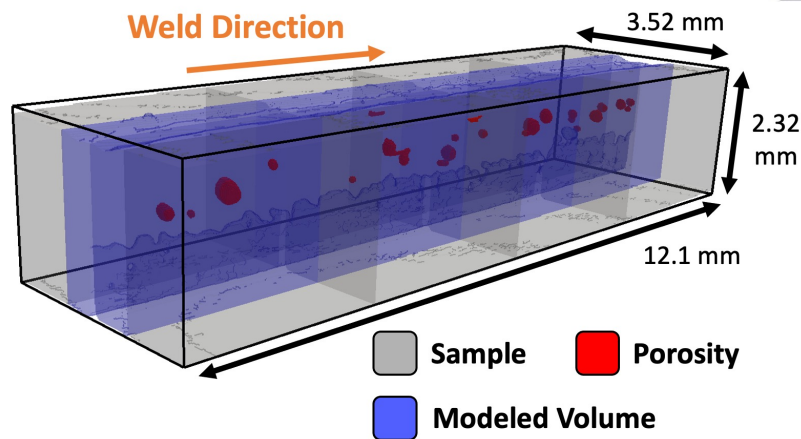 Weld Direction
3.52 mm
2.32
mm
12.1 mm
Sample
Porosity
Modeled Volume